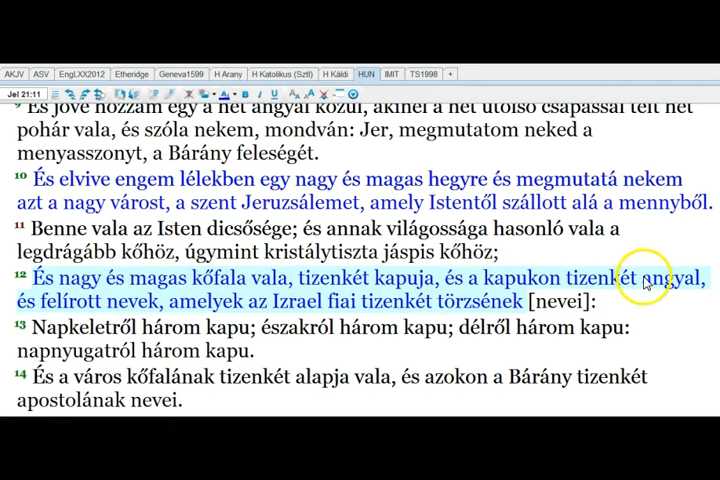 AKJV ASV EngLXX2012 Etheridge Geneva1599 H Arany H Katolikus (Sztl) H Káldi HUN IMIT TS1998 +
Jel 21:11 B I U
9 És jöve hozzám egy a hét angyal közül, akinél a hét utolsó csapással telt hét
pohár vala, és szóla nekem, mondván: Jer, megmutatom neked a
menyasszonyt, a Bárány feleségét.
10 És elvive engem lélekben egy nagy és magas hegyre és megmutatá nekem
azt a nagy várost, a szent Jeruzsálemet, amely Istentől szállott alá a mennyből.
11 Benne vala az Isten dicsősége; és annak világossága hasonló vala a
legdrágább kőhöz, úgymint kristálytiszta jáspis kőhöz;
12 És nagy és magas kőfala vala, tizenkét kapuja, és a kapukon tizenkét angyal,
és felírott nevek, amelyek az Izrael fiai tizenkét törzsének [nevei]:
13 Napkeletről három kapu; északról három kapu; délről három kapu:
napnyugatról három kapu.
14 És a város kőfalának tizenkét alapja vala, és azokon a Bárány tizenkét
apostolának nevei.